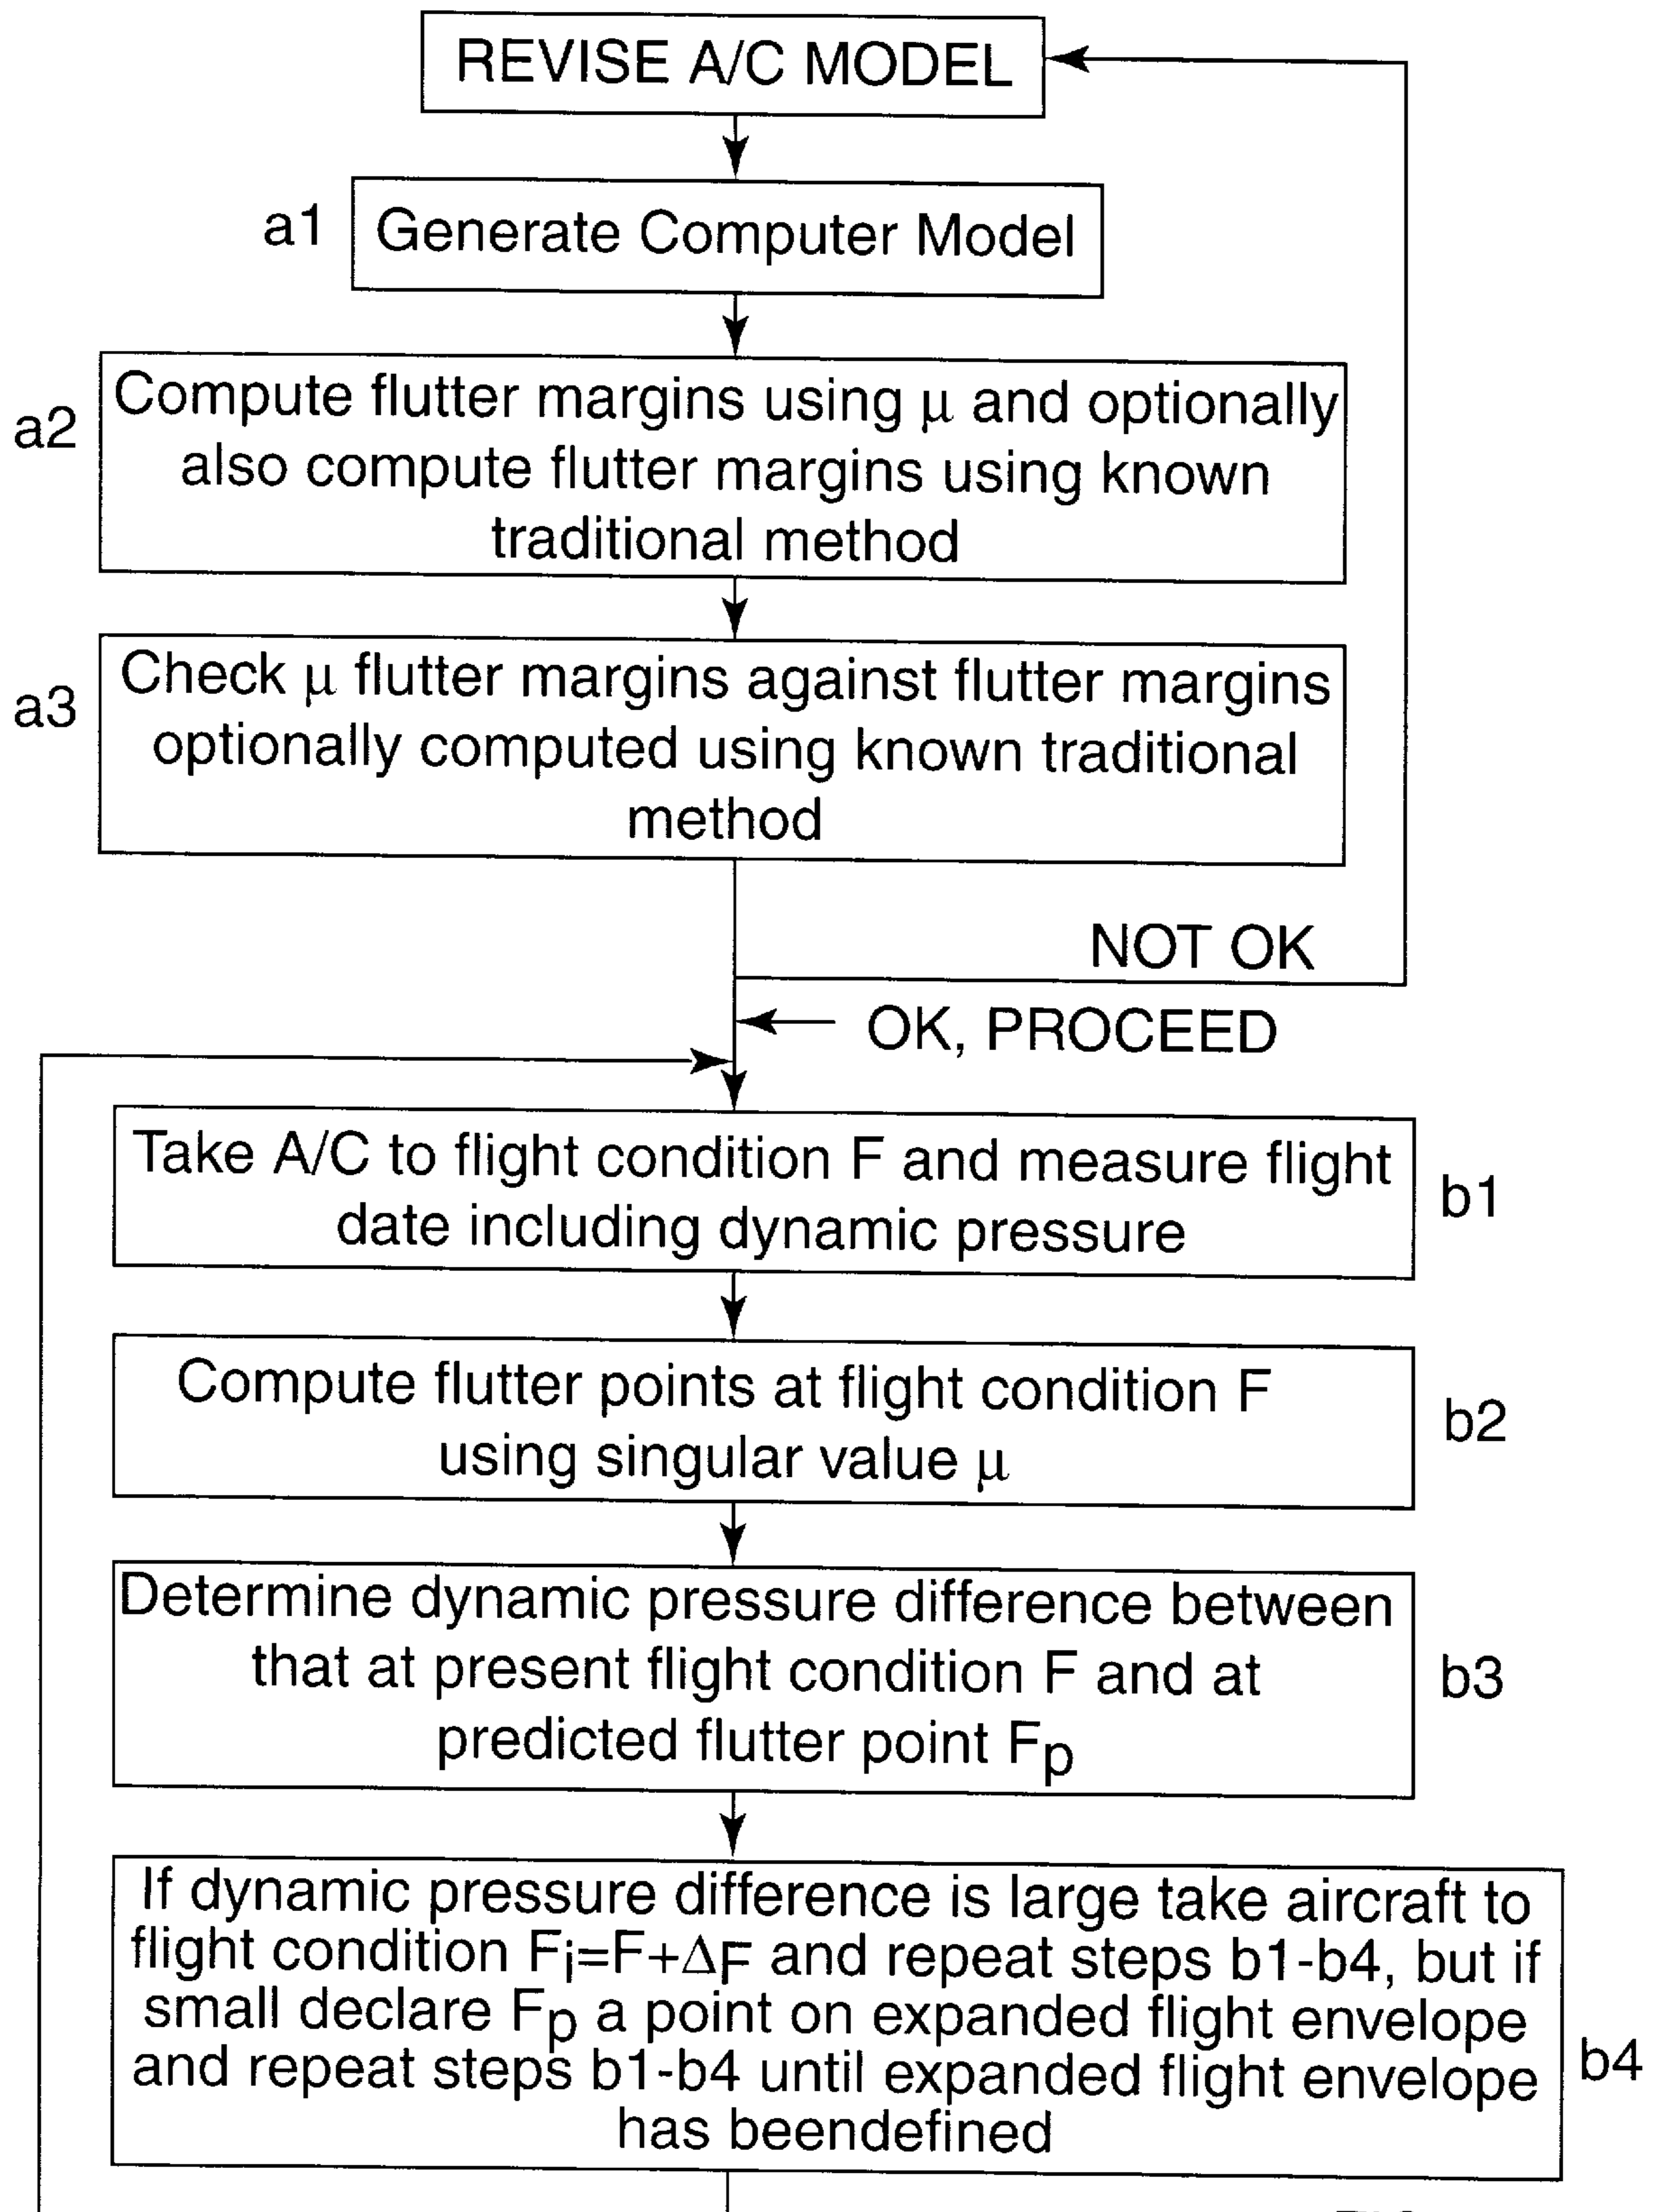 REVISE A/C MODEL
a1
Generate Computer Model
a2
Compute flutter margins using μ and optionally
also compute flutter margins using known
traditional method
a3
Check μ flutter margins against flutter margins
optionally computed using known traditional
method
NOT OK
OK, PROCEED
Take A/C to flight condition F and measure flight
date including dynamic pressure
b1
Compute flutter points at flight condition F
using singular value μ
b2
Determine dynamic pressure difference between
that at present flight condition F and at
predicted flutter point Fp
b3
If dynamic pressure difference is large take aircraft to
flight condition Fi=F+ΔF and repeat steps b1-b4, but if
small declare Fp a point on expanded flight envelope
and repeat steps b1-b4 until expanded flight envelope
has beendefined
b4